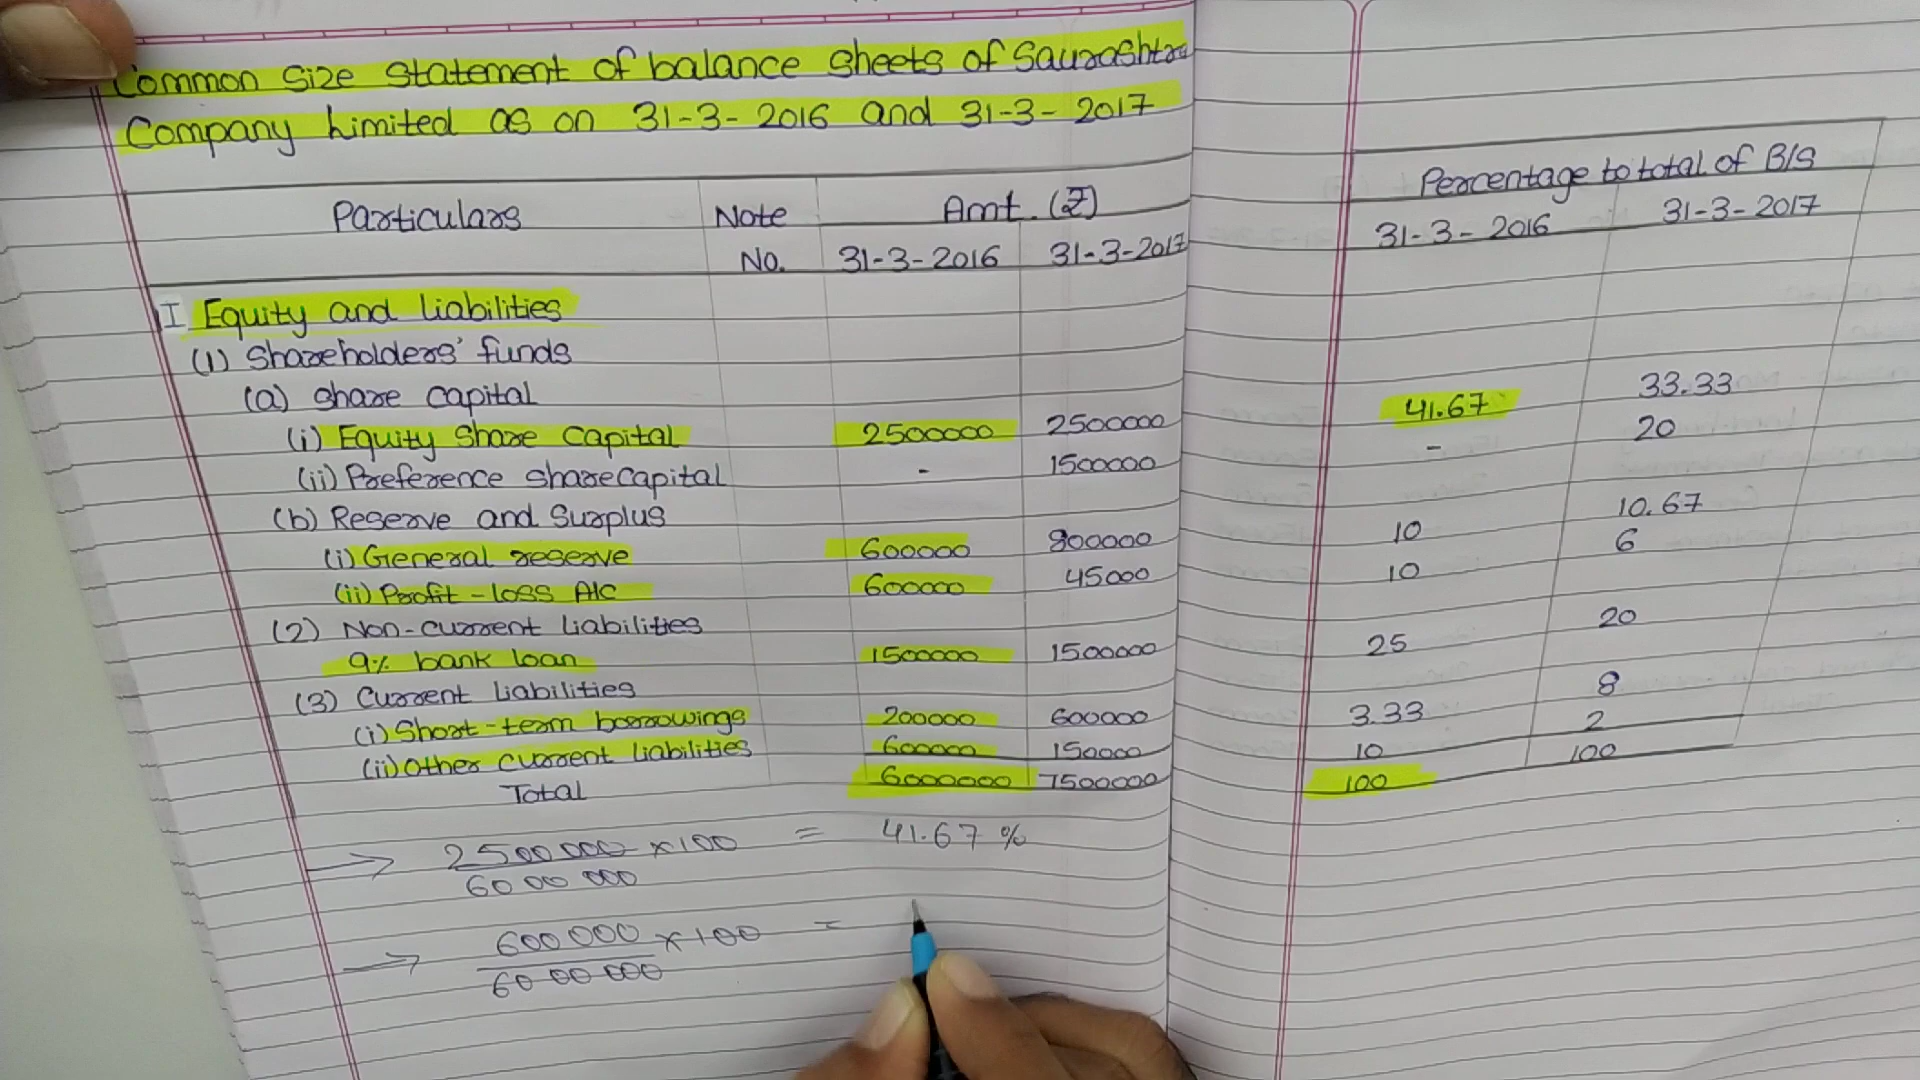 Common Size Statement of balance sheets of Saurashtra
Company Limited as on 31-3-2016 and 31-3-2017
Particulars Note No. Amt. (₹) Percentage to total of B/S
31-3-2016 31-3-2017 31-3-2016 31-3-2017
I Equity and Liabilities
(1) Shareholders' funds
(a) Share Capital
(i) Equity Share Capital 2500000 2500000 41.67 33.33
(ii) Preference share capital - 1500000 - 20
(b) Reserve and Surplus
(i) General reserve 600000 800000 10 10.67
(ii) Profit-loss A/c 600000 45000 10 6
(2) Non-current Liabilities
9% bank loan 1500000 1500000 25 20
(3) Current Liabilities
(i) Short-term borrowings 200000 600000 3.33 8
(ii) Other current Liabilities 600000 150000 10 2
Total 6000000 7500000 100 100
→ 2500000 x100 = 41.67 %
6000000
→ 600000 x100 =
6000000